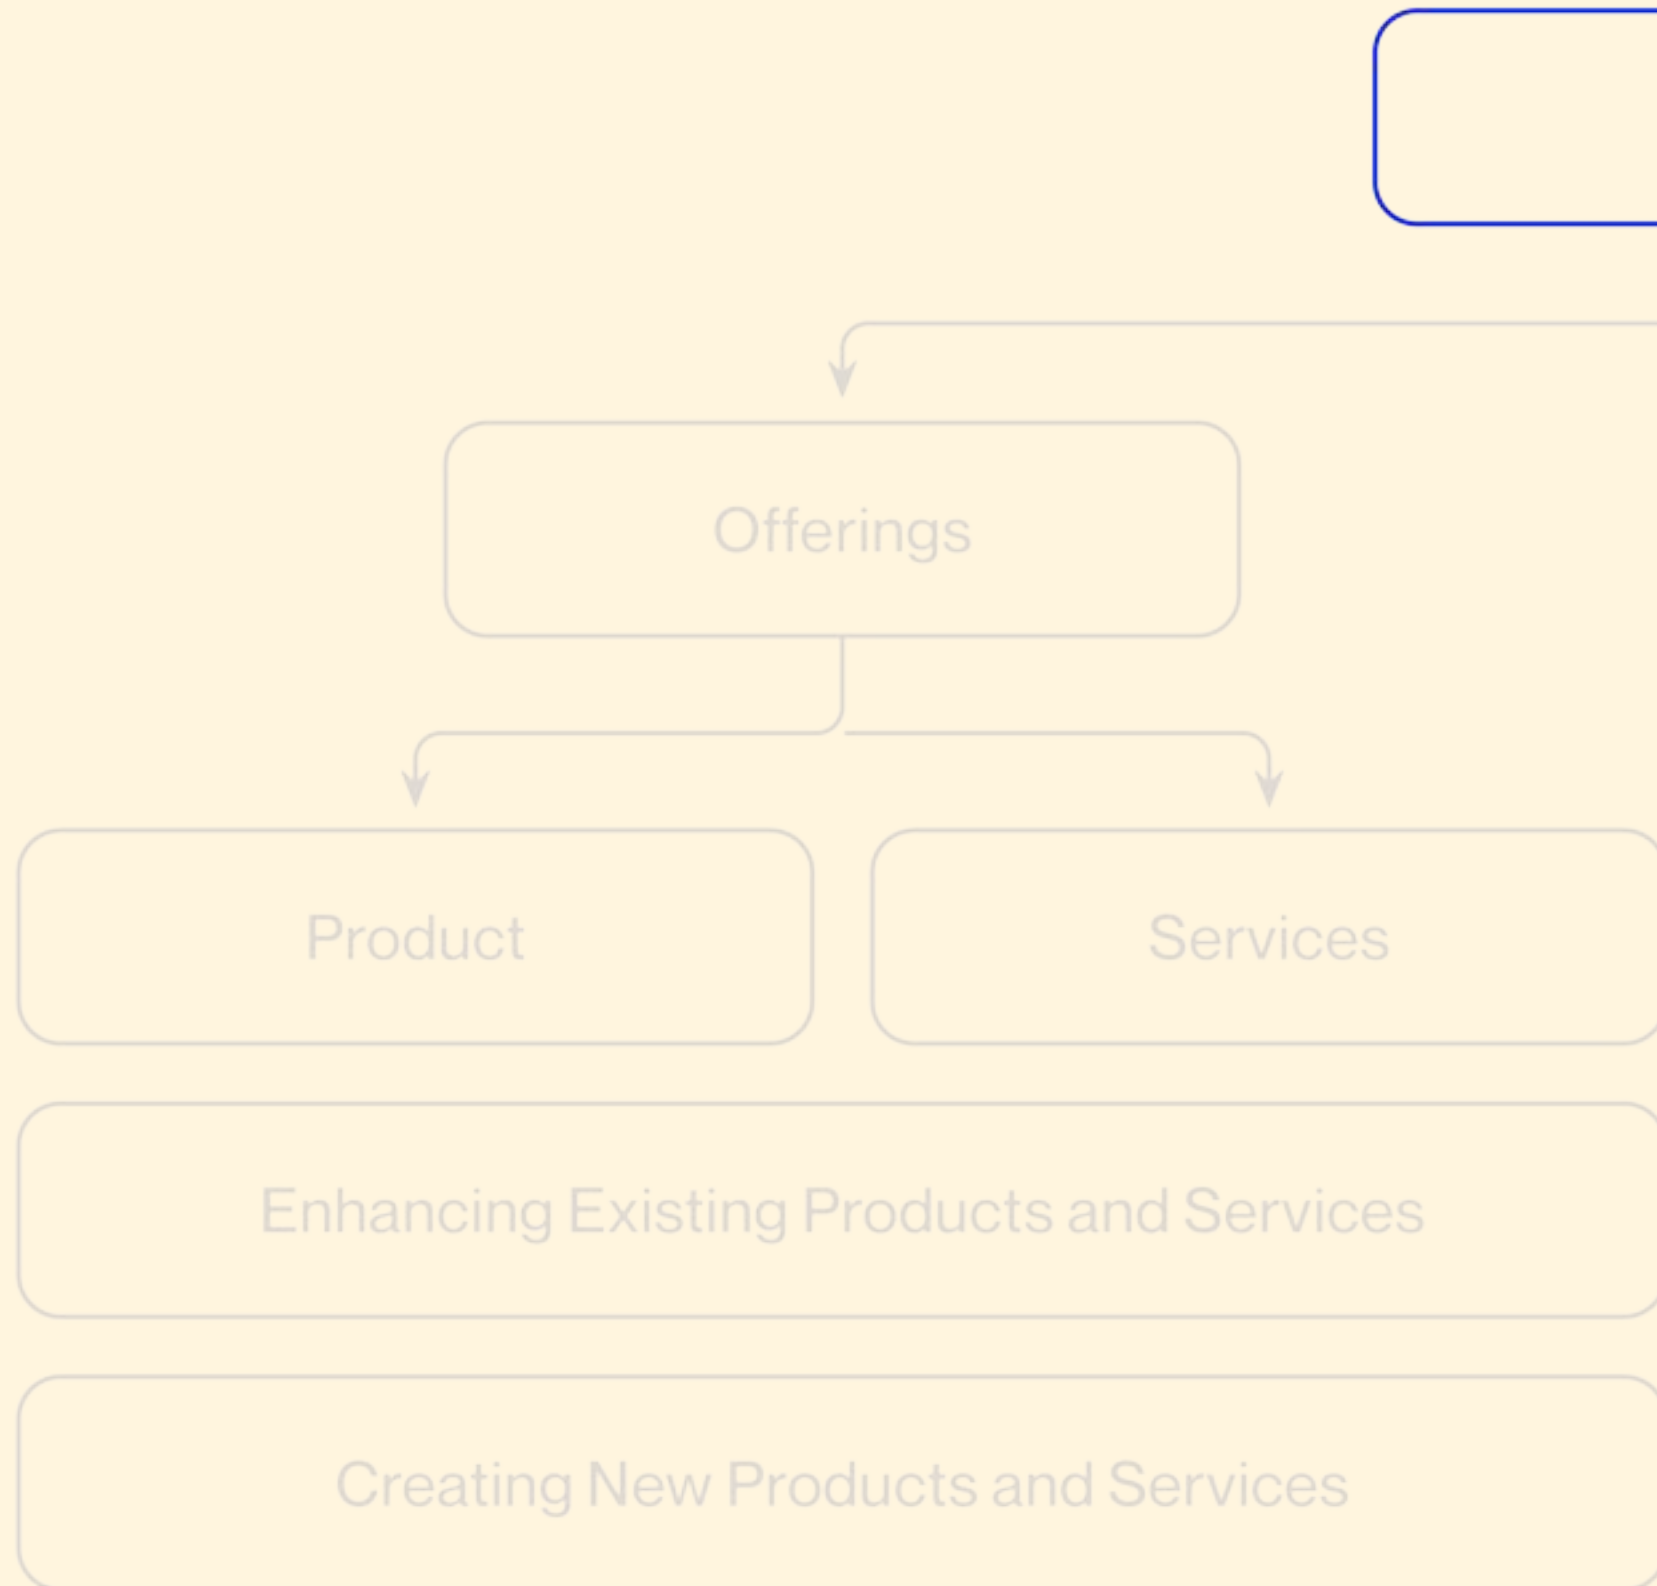 Offerings
Product
Services
Enhancing Existing Products and Services
Creating New Products and Services